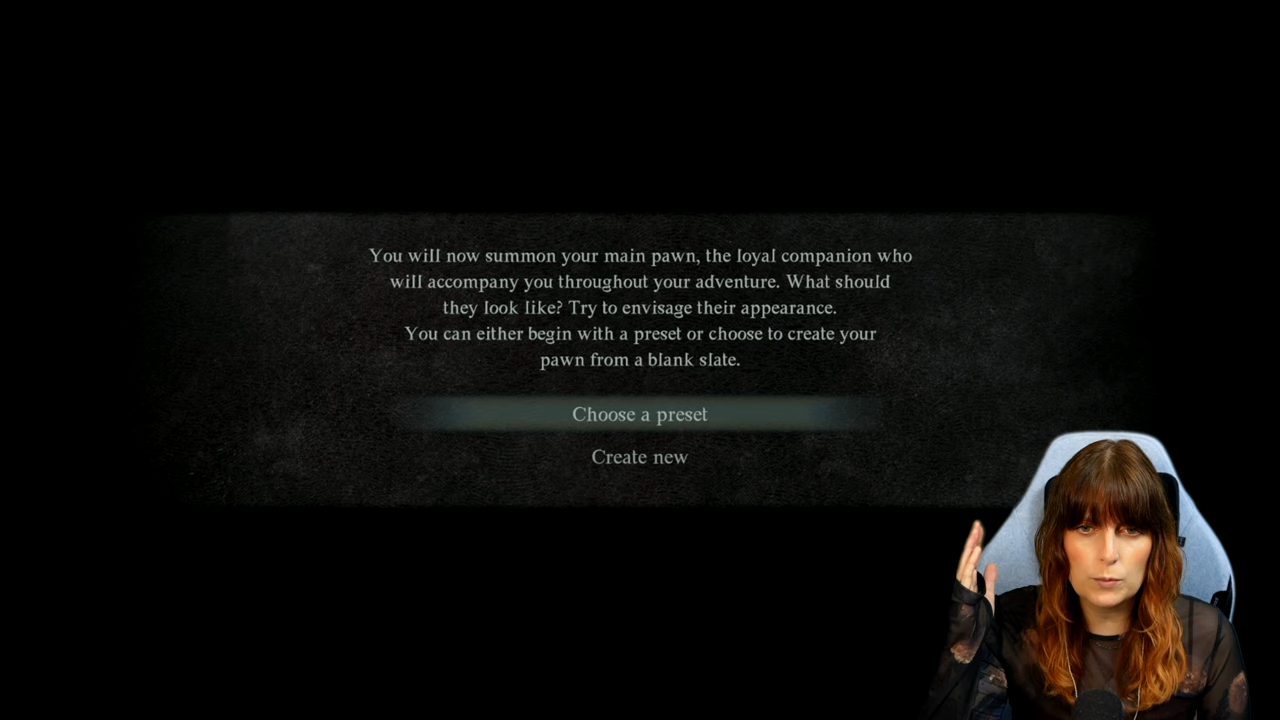 You will now summon your main pawn, the loyal companion who
will accompany you throughout your adventure. What should
they look like? Try to envisage their appearance.
You can either begin with a preset or choose to create your
pawn from a blank slate.
Choose a preset
Create new